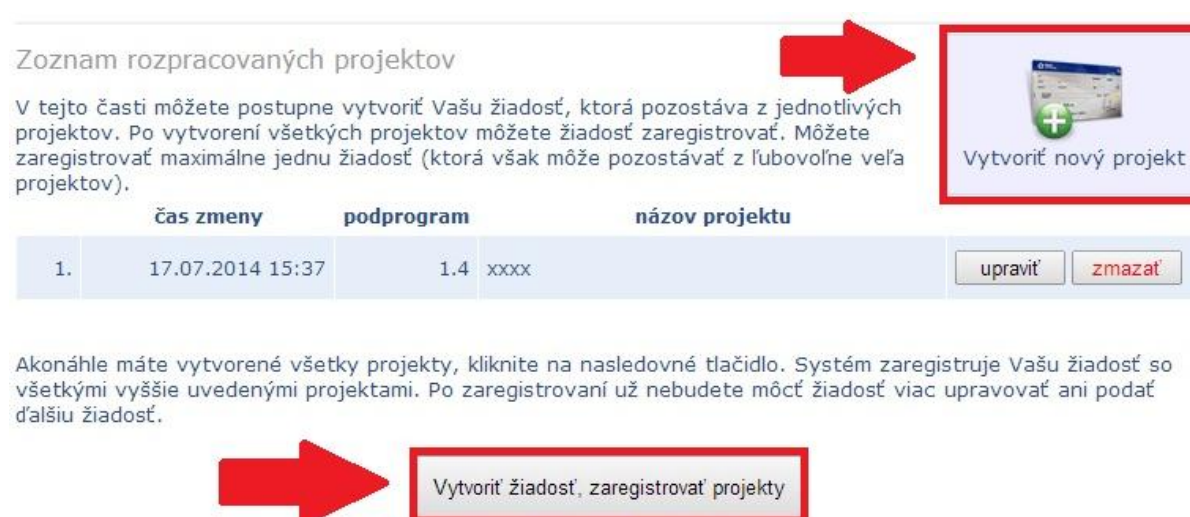 Zoznam rozpracovaných projektov
V tejto časti môžete postupne vytvoriť Vašu žiadosť, ktorá pozostáva z jednotlivých
projektov. Po vytvorení všetkých projektov môžete žiadosť zaregistrovať. Môžete
zaregistrovať maximálne jednu žiadosť (ktorá však môže pozostávať z ľubovoľne veľa
projektov).
Vytvoriť nový projekt
čas zmeny podprogram názov projektu
1. 17.07.2014 15:37 1.4 xxxx upraviť zmazať
Akonáhle máte vytvorené všetky projekty, kliknite na nasledovné tlačidlo. Systém zaregistruje Vašu žiadosť so
všetkými vyššie uvedenými projektami. Po zaregistrovaní už nebudete môcť žiadosť viac upravovať ani podať
ďalšiu žiadosť.
Vytvoriť žiadosť, zaregistrovať projekty